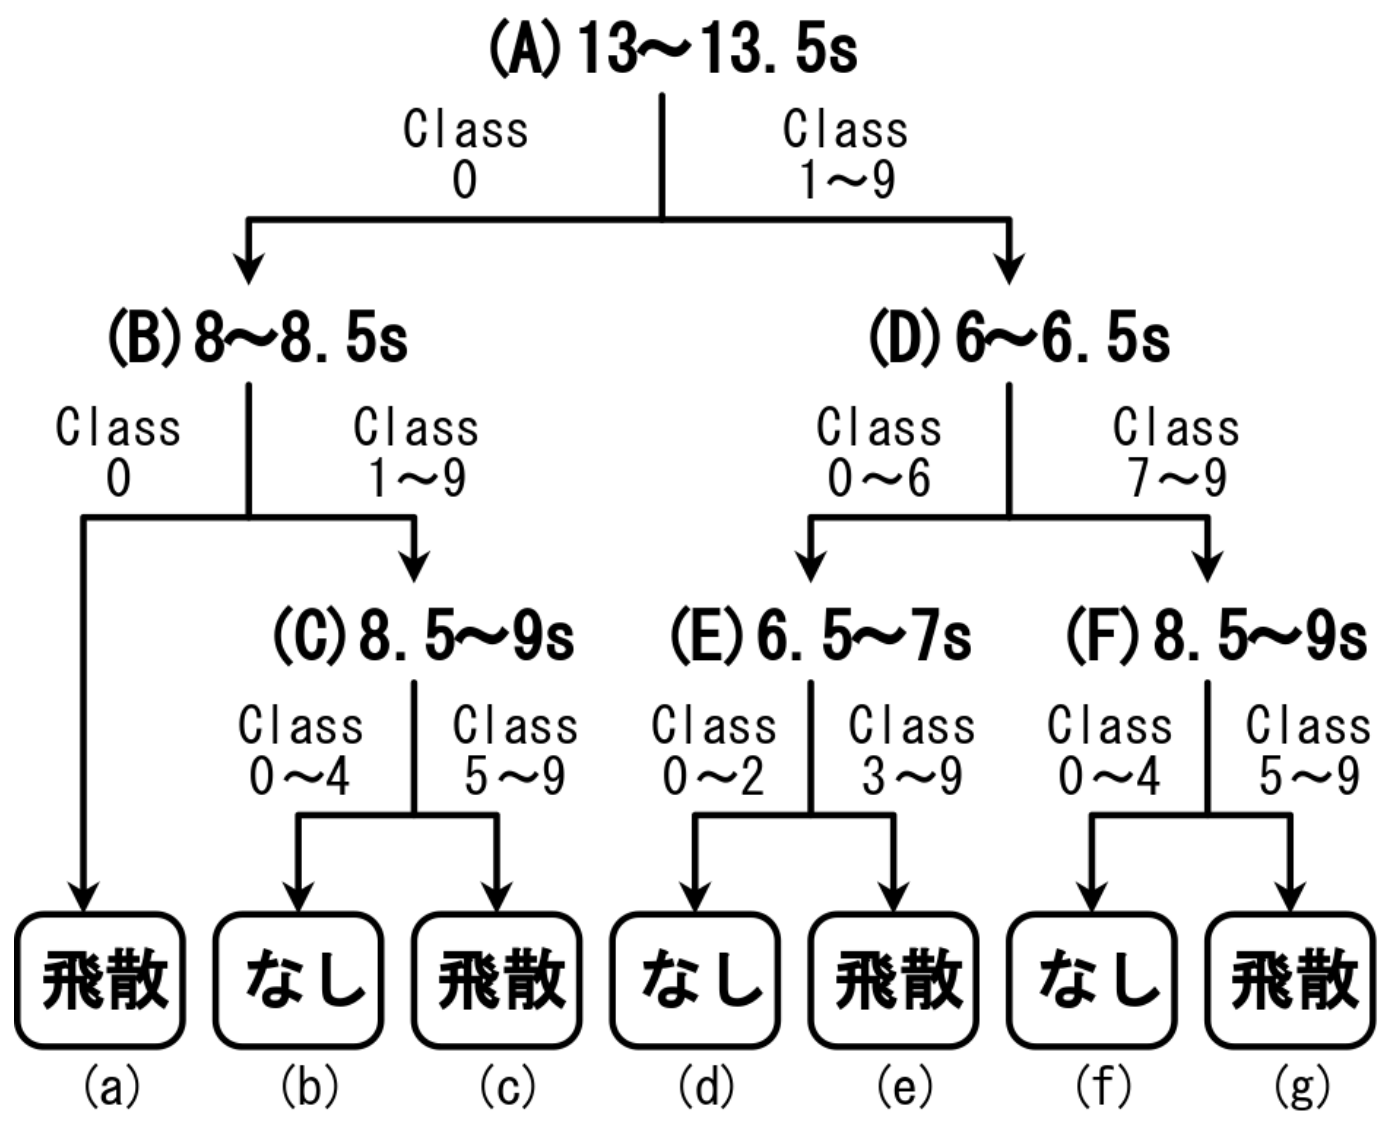 (A)13～13.5s
Class Class
0 1～9
(B)8～8.5s (D)6～6.5s
Class Class Class Class
0 1～9 0～6 7～9
(C)8.5～9s (E)6.5～7s (F)8.5～9s
Class Class Class Class Class Class
0～4 5～9 0～2 3～9 0～4 5～9
飛散 なし 飛散 なし 飛散 なし 飛散
(a) (b) (c) (d) (e) (f) (g)